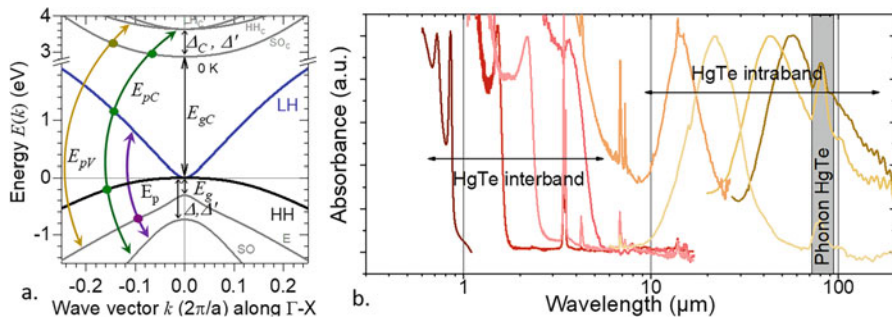 a.
Energy E(k) (eV)
4
3
1
0
-1
HH_C
SO_C
Δ_C, Δ'
0 K
E_pC
E_gC
LH
E_pV
E_p
E_g
Δ, Δ'
HH
E
SO
-0.2 -0.1 0.0 0.1 0.2
Wave vector k (2π/a) along Γ-X
b.
Absorbance (a.u.)
HgTe intraband
HgTe interband
Phonon HgTe
1 10 100
Wavelength (μm)